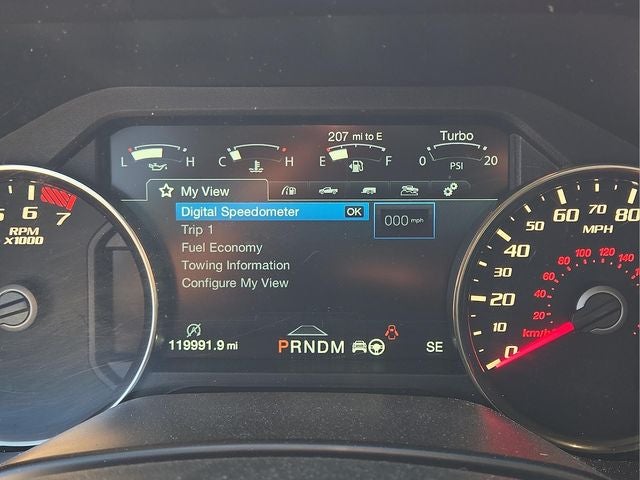 207 mi to E
Turbo
L H C H E F 0 PSI 20
My View
Digital Speedometer OK
000 mph
Trip 1
Fuel Economy
Towing Information
Configure My View
119991.9 mi
PRNDM
SE
6 7
RPM
x1000
0 20 30 40 50 60 70 80
MPH
20 40 60 80 100 120 140
km/h